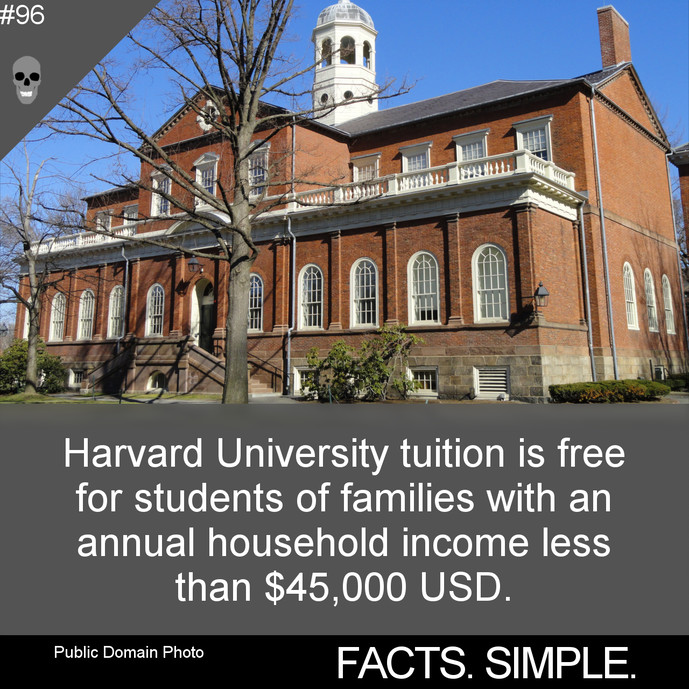 #96
Harvard University tuition is free
for students of families with an
annual household income less
than $45,000 USD.
Public Domain Photo
FACTS. SIMPLE.